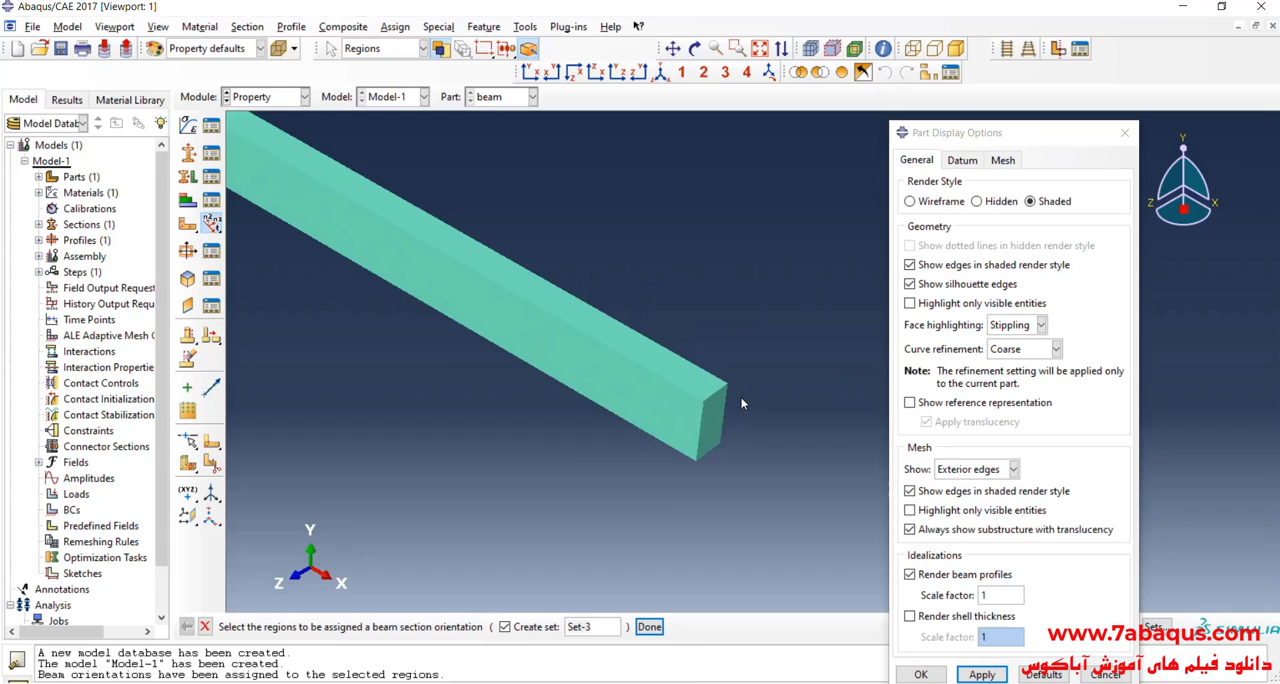 Abaqus/CAE 2017 [Viewport: 1]
File Model Viewport View Material Section Profile Composite Assign Special Feature Tools Plug-ins Help
Property defaults Regions
1 2 3 4
Model Results Material Library Module: Property Model: Model-1 Part: beam
Model Datab
Models (1)
Model-1
Parts (1)
Materials (1)
Calibrations
Sections (1)
Profiles (1)
Assembly
Steps (1)
Field Output Request
History Output Requ
Time Points
ALE Adaptive Mesh C
Interactions
Interaction Properties
Contact Controls
Contact Initialization
Contact Stabilization
Constraints
Connector Sections
Fields
Amplitudes
Loads
BCs
Predefined Fields
Remeshing Rules
Optimization Tasks
Sketches
Annotations
Analysis
Jobs
(XYZ)
Y
Z X
Y
Z X
Part Display Options
General Datum Mesh
Render Style
Wireframe Hidden Shaded
Geometry
Show dotted lines in hidden render style
Show edges in shaded render style
Show silhouette edges
Highlight only visible entities
Face highlighting: Stippling
Curve refinement: Coarse
Note: The refinement setting will be applied only
to the current part.
Show reference representation
Apply translucency
Mesh
Show: Exterior edges
Show edges in shaded render style
Highlight only visible entities
Always show substructure with translucency
Idealizations
Render beam profiles
Scale factor: 1
Render shell thickness
Scale factor: 1
OK Apply Defaults Cancel
Select the regions to be assigned a beam section orientation ( Create set: Set-3 ) Done
Sets...
www.7abaqus.com
دانلود فیلم های آموزش آباکوس
A new model database has been created.
The model "Model-1" has been created.
Beam orientations have been assigned to the selected regions.